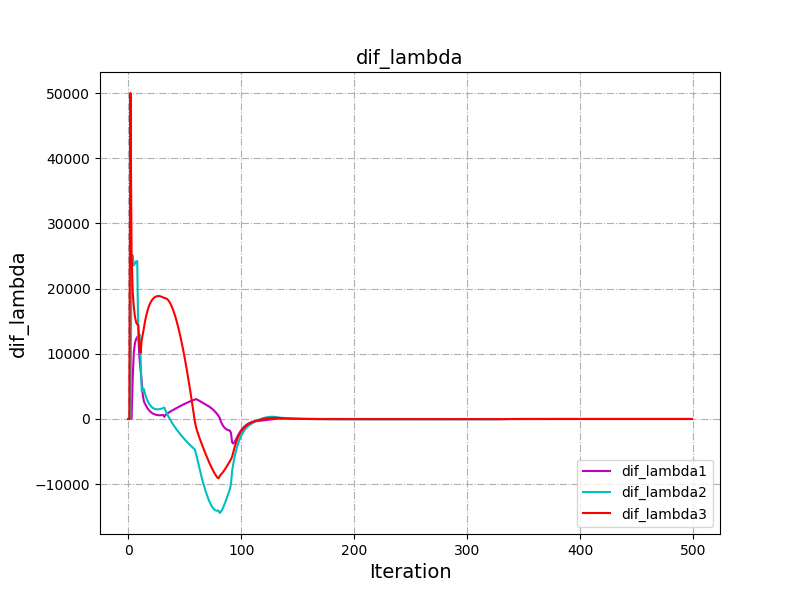 dif_lambda
dif_lambda
50000
40000
30000
20000
10000
0
−10000
0
100
200
300
400
500
Iteration
dif_lambda1
dif_lambda2
dif_lambda3